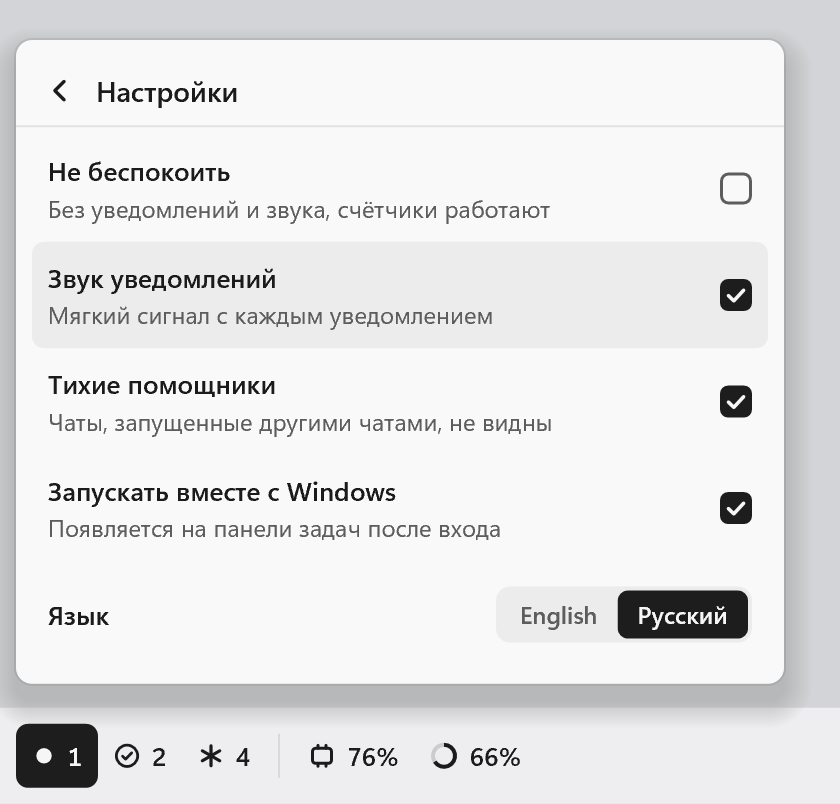 Настройки
Не беспокоить
Без уведомлений и звука, счётчики работают
Звук уведомлений
Мягкий сигнал с каждым уведомлением
Тихие помощники
Чаты, запущенные другими чатами, не видны
Запускать вместе с Windows
Появляется на панели задач после входа
Язык English Русский
1 2 4 76% 66%